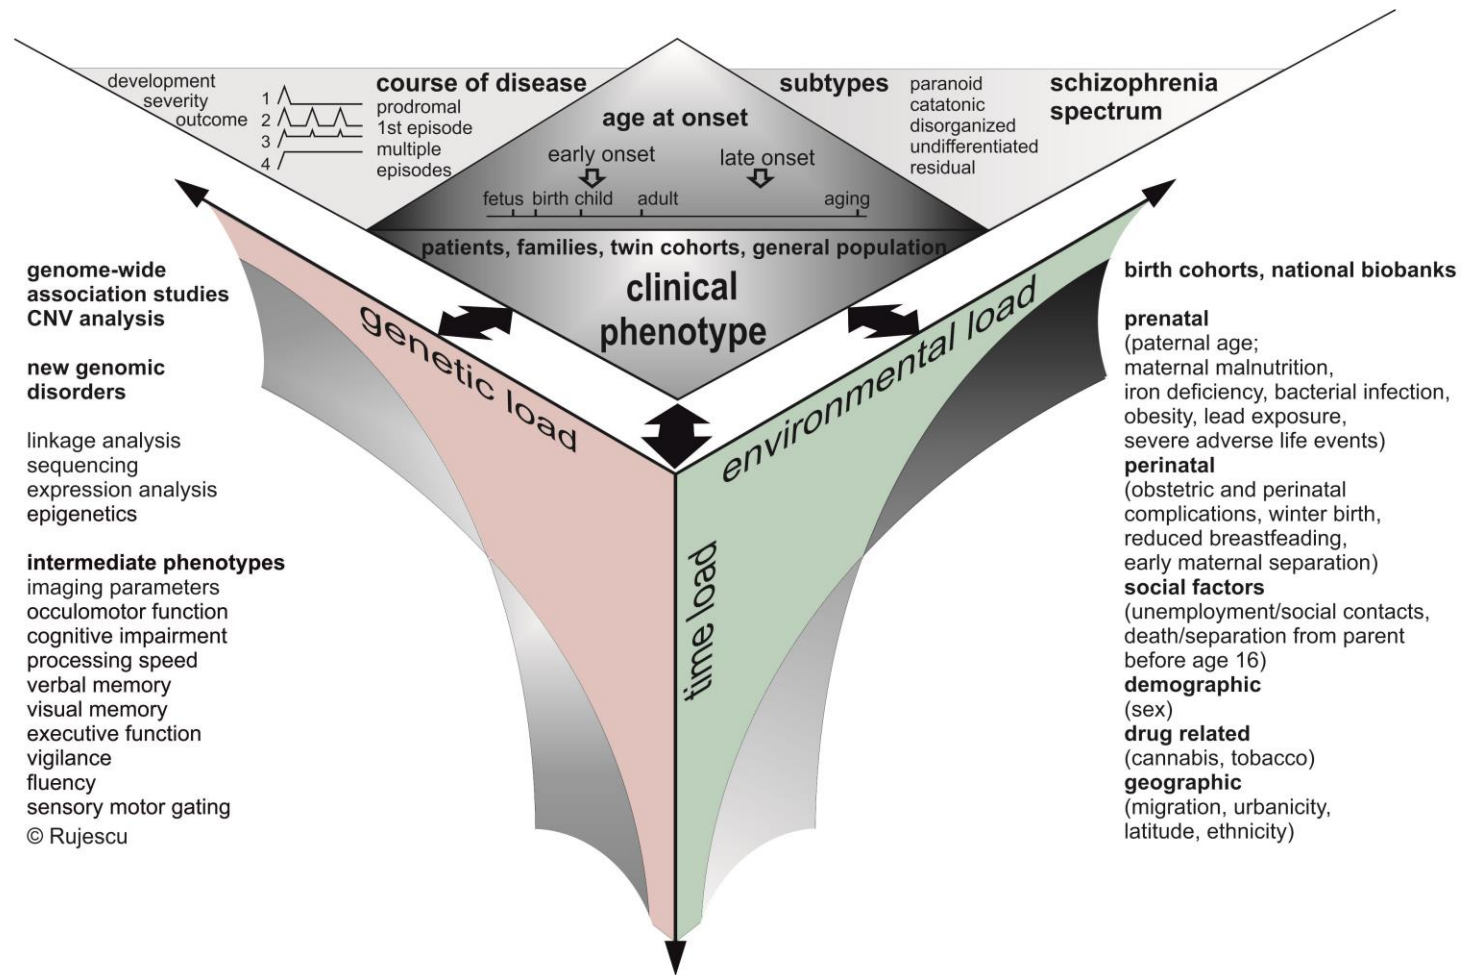 development
severity
outcome
1
2
3
4
course of disease
prodromal
1st episode
multiple
episodes
age at onset
early onset
late onset
fetus birth child adult aging
subtypes
paranoid
catatonic
disorganized
undifferentiated
residual
schizophrenia
spectrum
patients, families, twin cohorts, general population
clinical
phenotype
genetic load
environmental load
time load
genome-wide
association studies
CNV analysis
new genomic
disorders
linkage analysis
sequencing
expression analysis
epigenetics
intermediate phenotypes
imaging parameters
occulomotor function
cognitive impairment
processing speed
verbal memory
visual memory
executive function
vigilance
fluency
sensory motor gating
© Rujescu
birth cohorts, national biobanks
prenatal
(paternal age;
maternal malnutrition,
iron deficiency, bacterial infection,
obesity, lead exposure,
severe adverse life events)
perinatal
(obstetric and perinatal
complications, winter birth,
reduced breastfeeding,
early maternal separation)
social factors
(unemployment/social contacts,
death/separation from parent
before age 16)
demographic
(sex)
drug related
(cannabis, tobacco)
geographic
(migration, urbanicity,
latitude, ethnicity)